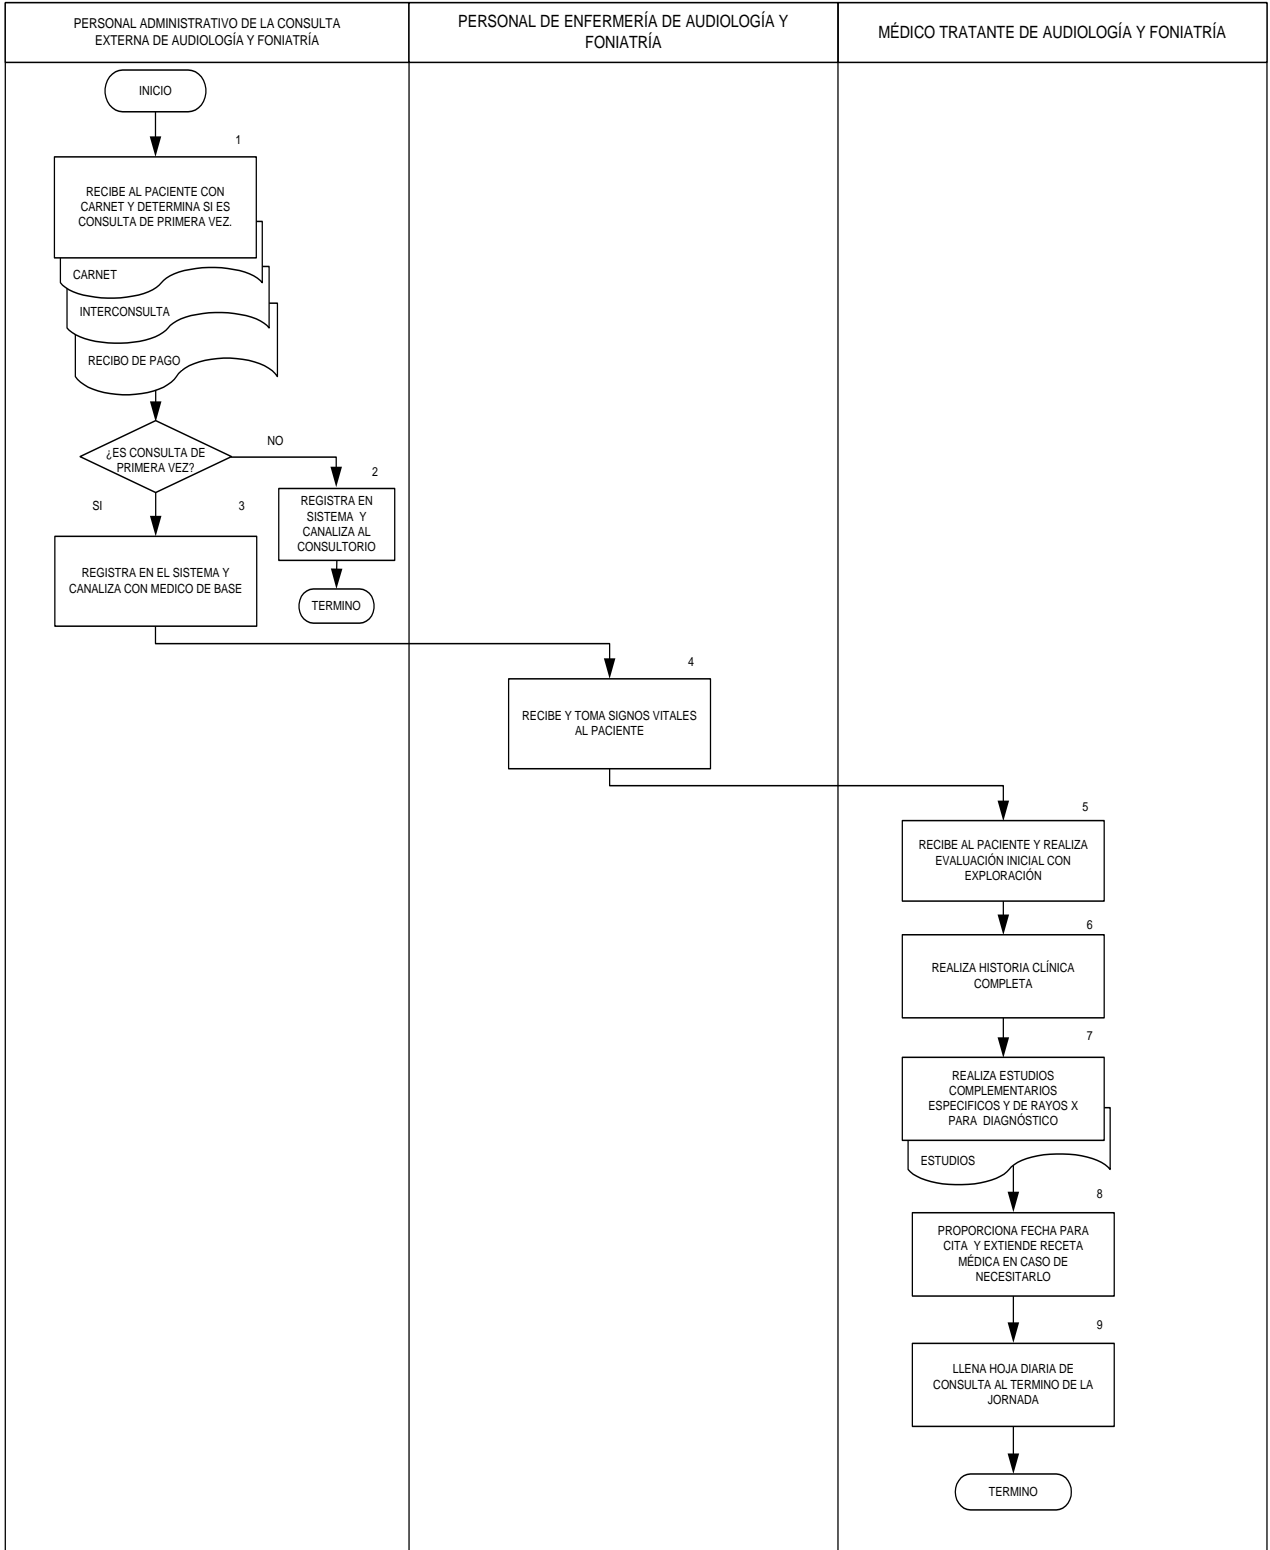 PERSONAL ADMINISTRATIVO DE LA CONSULTA
EXTERNA DE AUDIOLOGÍA Y FONIATRÍA
PERSONAL DE ENFERMERÍA DE AUDIOLOGÍA Y
FONIATRÍA
MÉDICO TRATANTE DE AUDIOLOGÍA Y FONIATRÍA
INICIO
1
RECIBE AL PACIENTE CON
CARNET Y DETERMINA SI ES
CONSULTA DE PRIMERA VEZ.
CARNET
INTERCONSULTA
RECIBO DE PAGO
¿ES CONSULTA DE
PRIMERA VEZ?
NO
2
REGISTRA EN
SISTEMA Y
CANALIZA AL
CONSULTORIO
TERMINO
SI
3
REGISTRA EN EL SISTEMA Y
CANALIZA CON MEDICO DE BASE
4
RECIBE Y TOMA SIGNOS VITALES
AL PACIENTE
5
RECIBE AL PACIENTE Y REALIZA
EVALUACIÓN INICIAL CON
EXPLORACIÓN
6
REALIZA HISTORIA CLÍNICA
COMPLETA
7
REALIZA ESTUDIOS
COMPLEMENTARIOS
ESPECIFICOS Y DE RAYOS X
PARA DIAGNÓSTICO
ESTUDIOS
8
PROPORCIONA FECHA PARA
CITA Y EXTIENDE RECETA
MÉDICA EN CASO DE
NECESITARLO
9
LLENA HOJA DIARIA DE
CONSULTA AL TERMINO DE LA
JORNADA
TERMINO